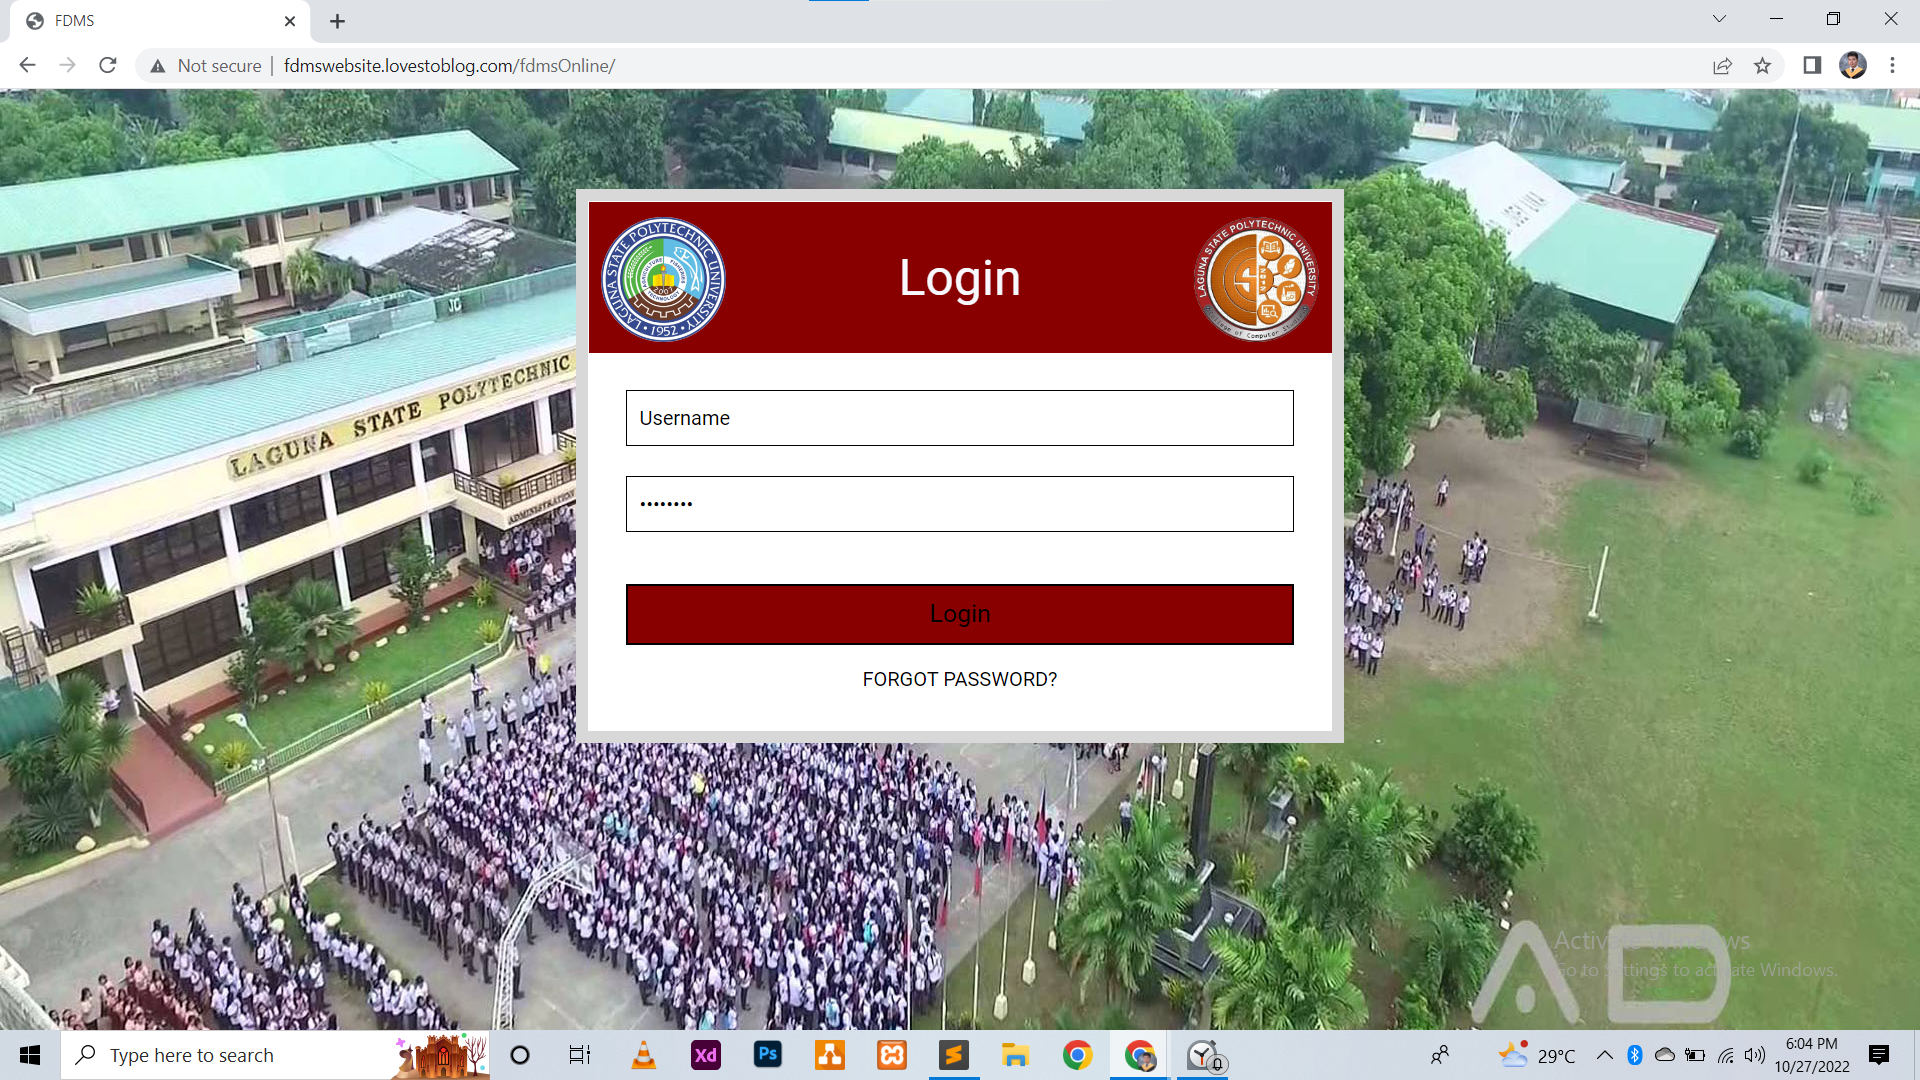 FDMS
Not secure
fdmswebsite.lovestoblog.com/fdmsOnline/
LAGUNA STATE POLYTECHNIC
ADMINISTRATION
JG
LAGUNA STATE POLYTECHNIC UNIVERSITY
• 1952 •
Login
LAGUNA STATE POLYTECHNIC UNIVERSITY
College of Computer Studies
Username
••••••••
Login
FORGOT PASSWORD?
AD
Activate Windows
Go to Settings to activate Windows.
Type here to search
Xd
Ps
29°C
6:04 PM
10/27/2022